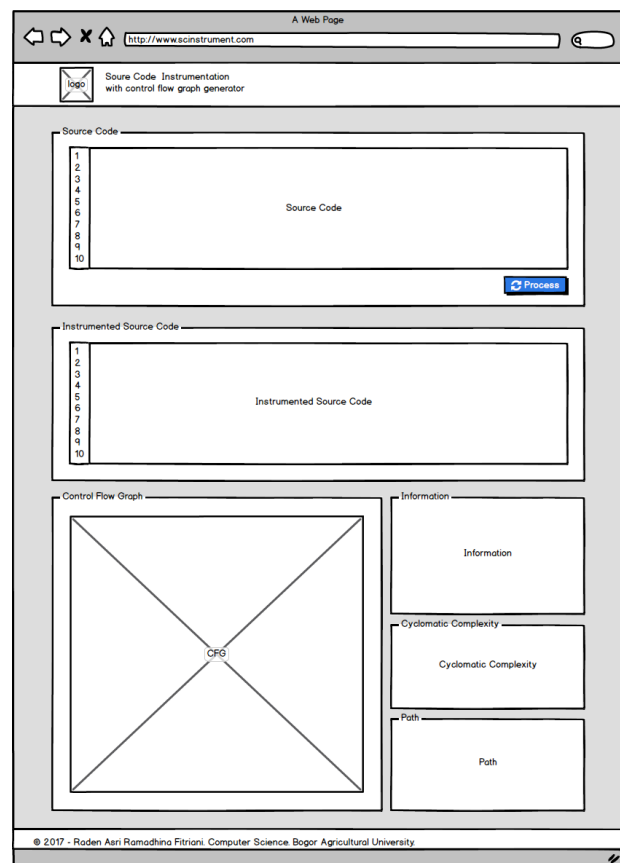 A Web Page
http://www.scinstrument.com
logo
Soure Code Instrumentation
with control flow graph generator
Source Code
1
2
3
4
5
6
7
8
9
10
Source Code
Process
Instrumented Source Code
1
2
3
4
5
6
7
8
9
10
Instrumented Source Code
Control Flow Graph
CFG
Information
Information
Cyclomatic Complexity
Cyclomatic Complexity
Path
Path
© 2017 - Raden Asri Ramadhina Fitriani. Computer Science. Bogor Agricultural University.